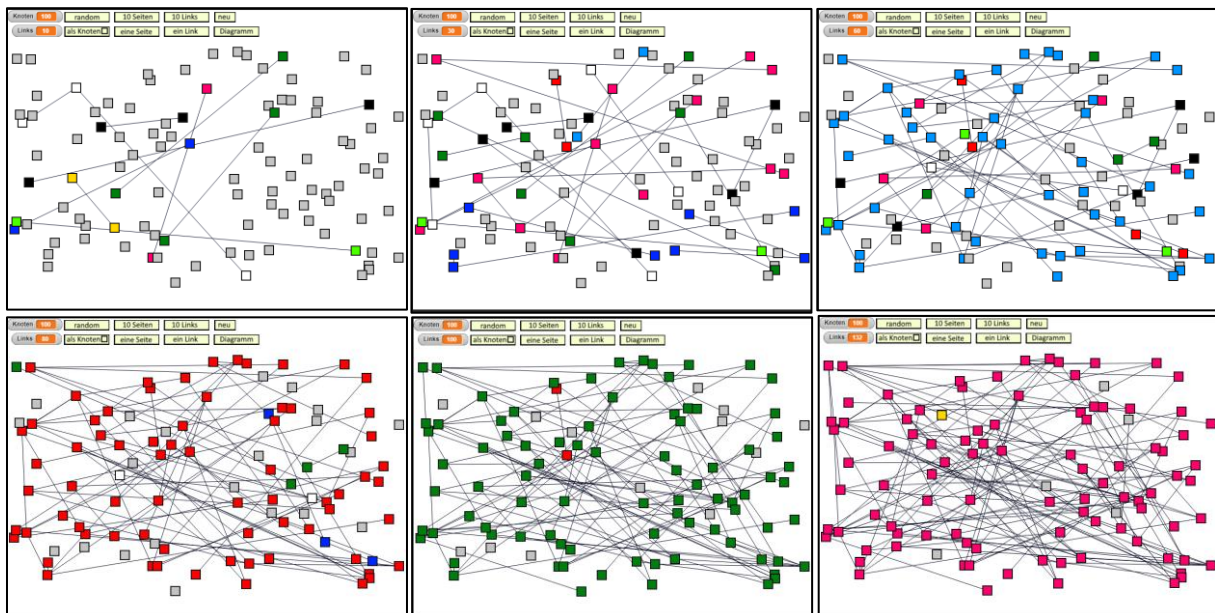 Knoten 100 random 10 Seiten 10 Links neu
Links 10 als Knoten eine Seite ein Link Diagramm
Knoten 100 random 10 Seiten 10 Links neu
Links 30 als Knoten eine Seite ein Link Diagramm
Knoten 100 random 10 Seiten 10 Links neu
Links 60 als Knoten eine Seite ein Link Diagramm
Knoten 100 random 10 Seiten 10 Links neu
Links 80 als Knoten eine Seite ein Link Diagramm
Knoten 100 random 10 Seiten 10 Links neu
Links 100 als Knoten eine Seite ein Link Diagramm
Knoten 100 random 10 Seiten 10 Links neu
Links 132 als Knoten eine Seite ein Link Diagramm